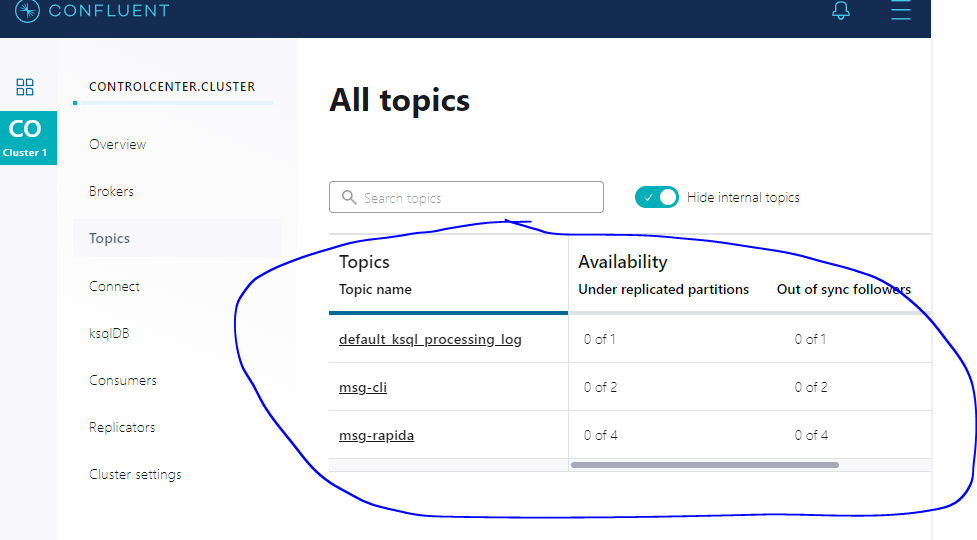 CONFLUENT
CONTROLCENTER.CLUSTER
CO
Cluster 1
Overview
Brokers
Topics
Connect
ksqlDB
Consumers
Replicators
Cluster settings
All topics
Search topics
Hide internal topics
Topics Availability
Topic name Under replicated partitions Out of sync followers
default_ksql_processing_log 0 of 1 0 of 1
msg-cli 0 of 2 0 of 2
msg-rapida 0 of 4 0 of 4